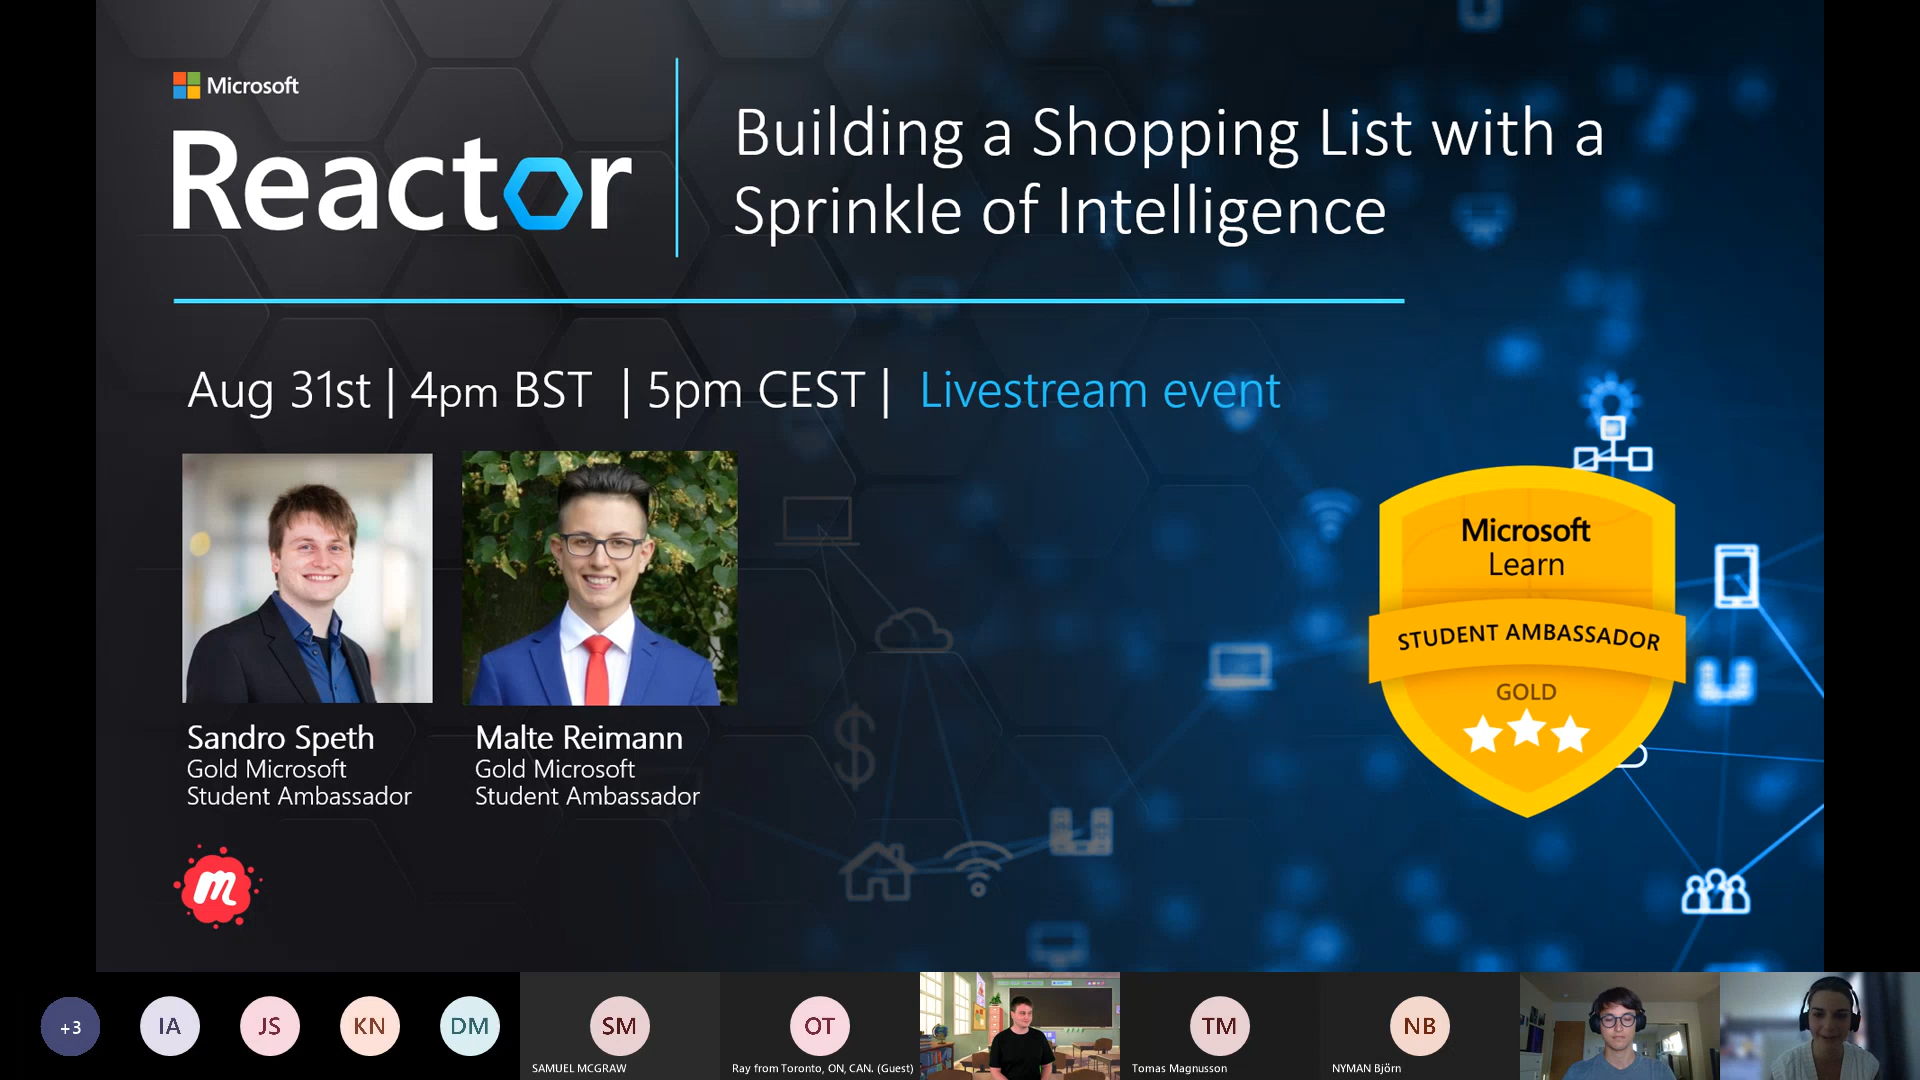 Microsoft
Reactor
Building a Shopping List with a
Sprinkle of Intelligence
Aug 31st | 4pm BST | 5pm CEST | Livestream event
Sandro Speth
Gold Microsoft
Student Ambassador
Malte Reimann
Gold Microsoft
Student Ambassador
Microsoft
Learn
STUDENT AMBASSADOR
GOLD
m
+3
IA
JS
KN
DM
SM
SAMUEL MCGRAW
OT
Ray from Toronto, ON, CAN. (Guest)
TM
Tomas Magnusson
NB
NYMAN Björn